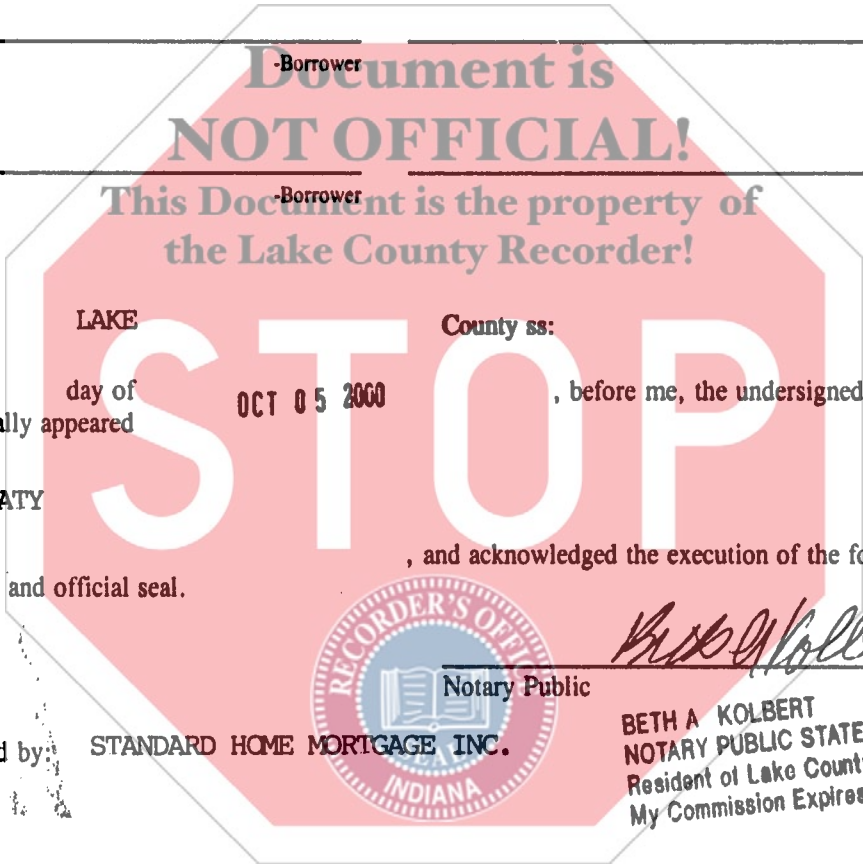 -Borrower
Document is
NOT OFFICIAL!
-Borrower
This Document is the property of
the Lake County Recorder!
LAKE County ss:
STOP
day of OCT 05 2000 , before me, the undersigned
ally appeared
ATY
, and acknowledged the execution of the fo
and official seal.
RECORDER'S OFFICE
Notary Public
BETH A KOLBERT
d by: STANDARD HOME MORTGAGE INC.
NOTARY PUBLIC STATE
SEAL
Resident of Lake County
INDIANA
My Commission Expires